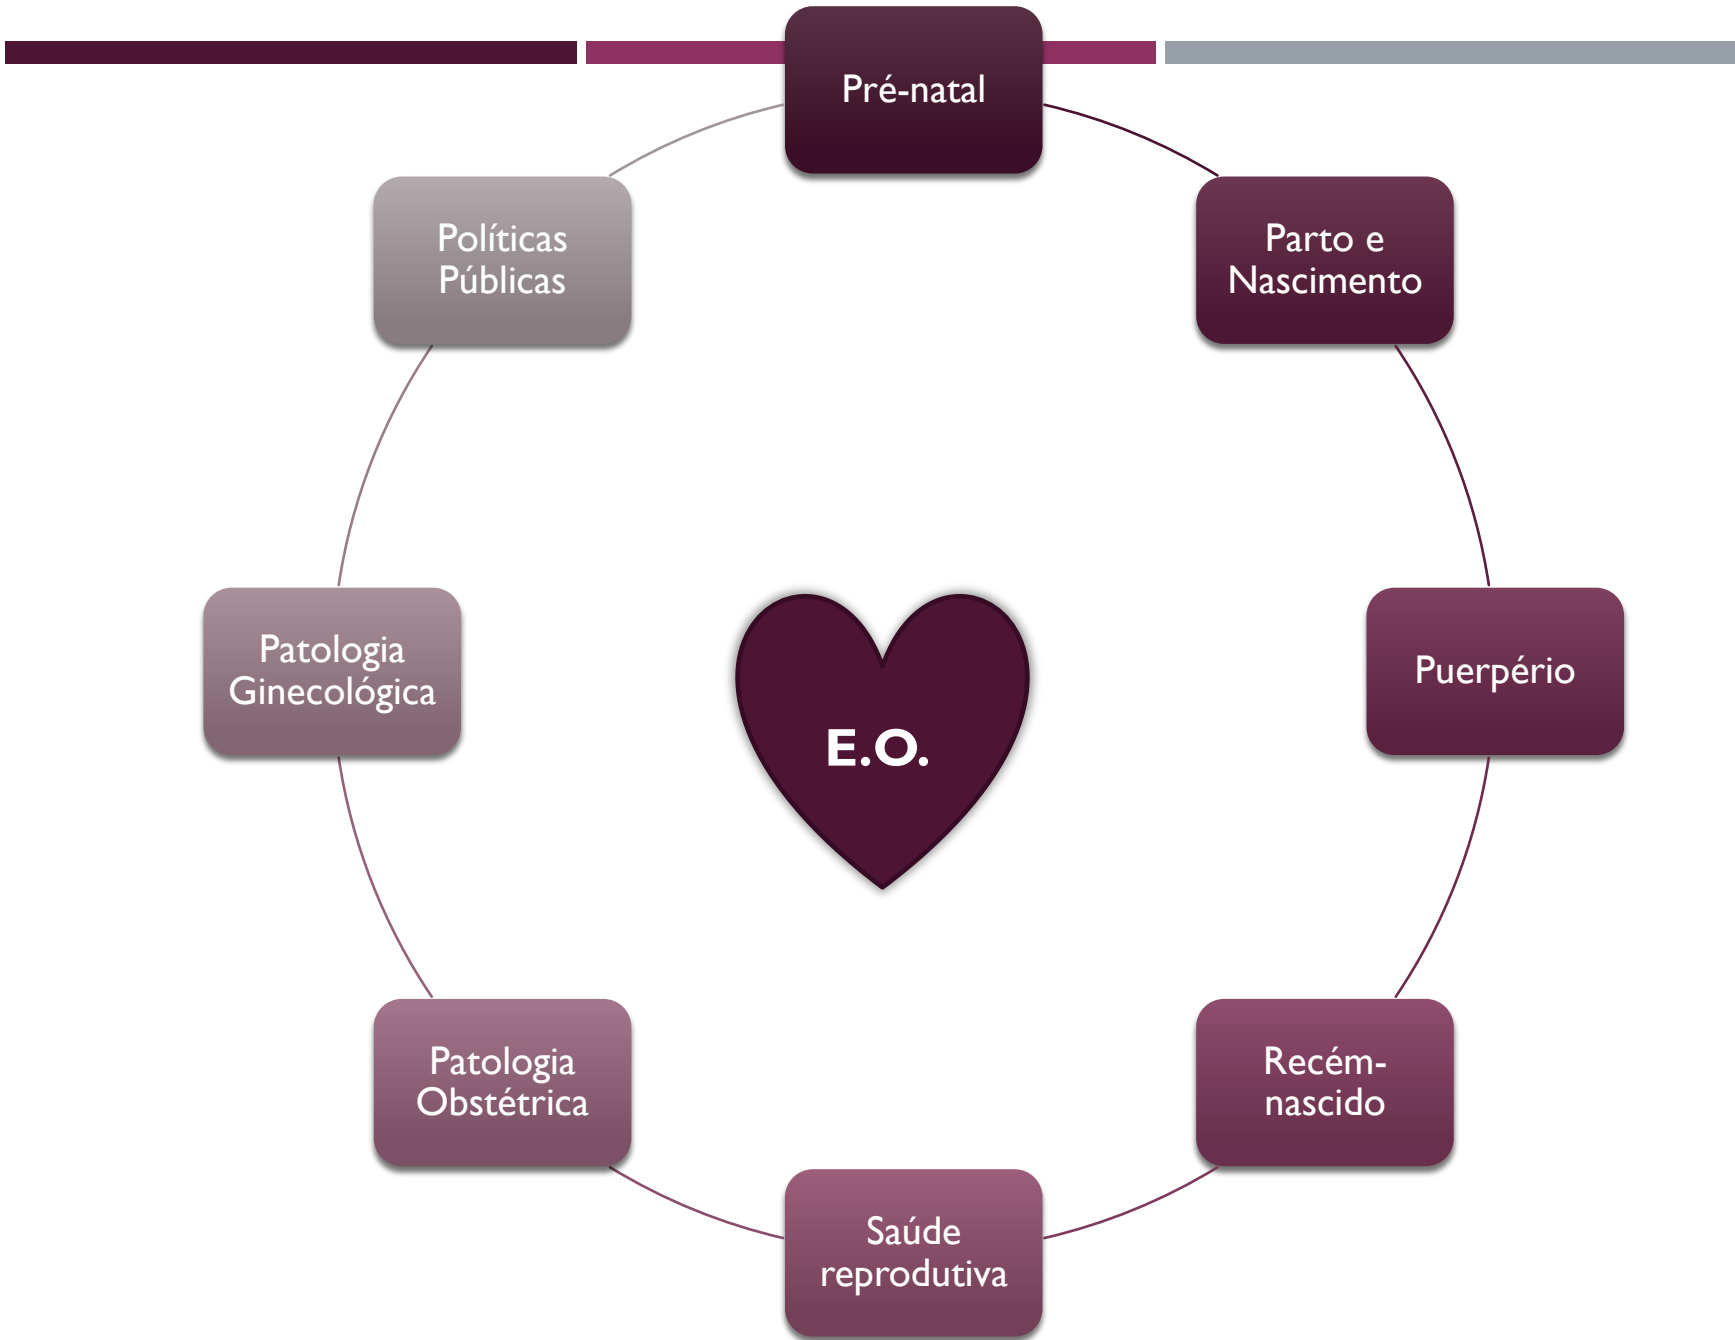 Pré-natal
Parto e
Nascimento
Puerpério
Recém-
nascido
Saúde
reprodutiva
Patologia
Obstétrica
Patologia
Ginecológica
Políticas
Públicas
E.O.